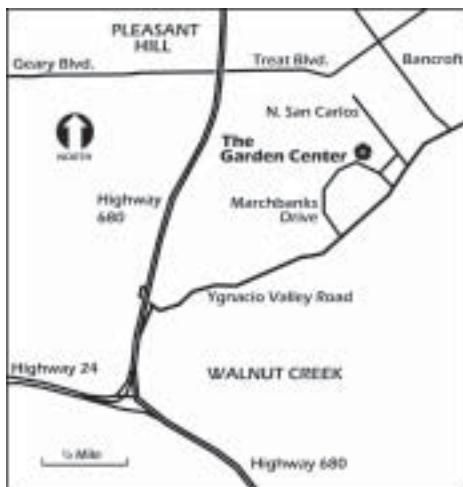 PLEASANT
HILL
Geary Blvd.
Treat Blvd.
Bancroft
N. San Carlos
The
Garden Center
NORTH
Highway
680
Marchbanks
Drive
Ygnacio Valley Road
Highway 24
WALNUT CREEK
Mile
Highway 680